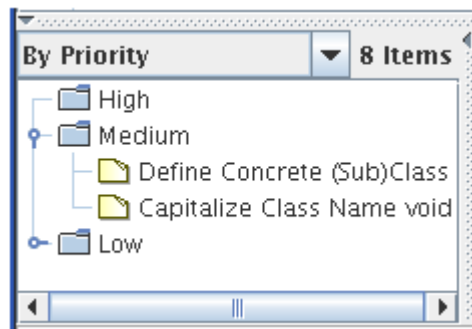 By Priority 8 Items
High
Medium
Define Concrete (Sub)Class
Capitalize Class Name void
Low